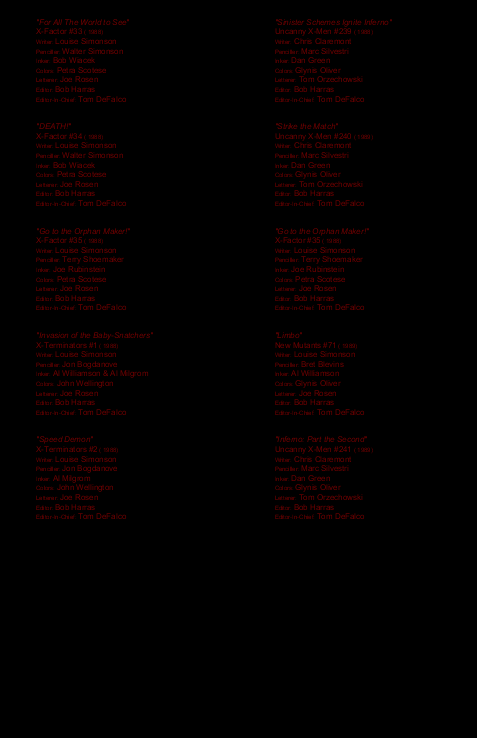 "For All The World to See"
X-Factor #33 (1988)
Writer Louise Simonson
Penciller Walter Simonson
Inker Bob Wiacek
Colors Petra Scotese
Letterer Joe Rosen
Editor Bob Harras
Editor-in-Chief Tom DeFalco
"DEATH!"
X-Factor #34 (1988)
Writer Louise Simonson
Penciller Walter Simonson
Inker Bob Wiacek
Colors Petra Scotese
Letterer Joe Rosen
Editor Bob Harras
Editor-in-Chief Tom DeFalco
"Go to the Orphan Maker!"
X-Factor #35 (1988)
Writer Louise Simonson
Penciller Terry Shoemaker
Inker Joe Rubinstein
Colors Petra Scotese
Letterer Joe Rosen
Editor Bob Harras
Editor-in-Chief Tom DeFalco
"Invasion of the Baby-Snatchers"
X-Terminators #1 (1988)
Writer Louise Simonson
Penciller Jon Bogdanove
Inker Al Williamson & Al Milgrom
Colors John Wellington
Letterer Joe Rosen
Editor Bob Harras
Editor-in-Chief Tom DeFalco
"Speed Demon"
X-Terminators #2 (1988)
Writer Louise Simonson
Penciller Jon Bogdanove
Inker Al Milgrom
Colors John Wellington
Letterer Joe Rosen
Editor Bob Harras
Editor-in-Chief Tom DeFalco
"Sinister Schemes Ignite Inferno"
Uncanny X-Men #239 (1988)
Writer Chris Claremont
Penciller Marc Silvestri
Inker Dan Green
Colors Glynis Oliver
Letterer Tom Orzechowski
Editor Bob Harras
Editor-in-Chief Tom DeFalco
"Strike the Match"
Uncanny X-Men #240 (1989)
Writer Chris Claremont
Penciller Marc Silvestri
Inker Dan Green
Colors Glynis Oliver
Letterer Tom Orzechowski
Editor Bob Harras
Editor-in-Chief Tom DeFalco
"Go to the Orphan Maker!"
X-Factor #35 (1988)
Writer Louise Simonson
Penciller Terry Shoemaker
Inker Joe Rubinstein
Colors Petra Scotese
Letterer Joe Rosen
Editor Bob Harras
Editor-in-Chief Tom DeFalco
"Limbo"
New Mutants #71 (1989)
Writer Louise Simonson
Penciller Bret Blevins
Inker Al Williamson
Colors Glynis Oliver
Letterer Joe Rosen
Editor Bob Harras
Editor-in-Chief Tom DeFalco
"Inferno, Part the Second"
Uncanny X-Men #241 (1989)
Writer Chris Claremont
Penciller Marc Silvestri
Inker Dan Green
Colors Glynis Oliver
Letterer Tom Orzechowski
Editor Bob Harras
Editor-in-Chief Tom DeFalco